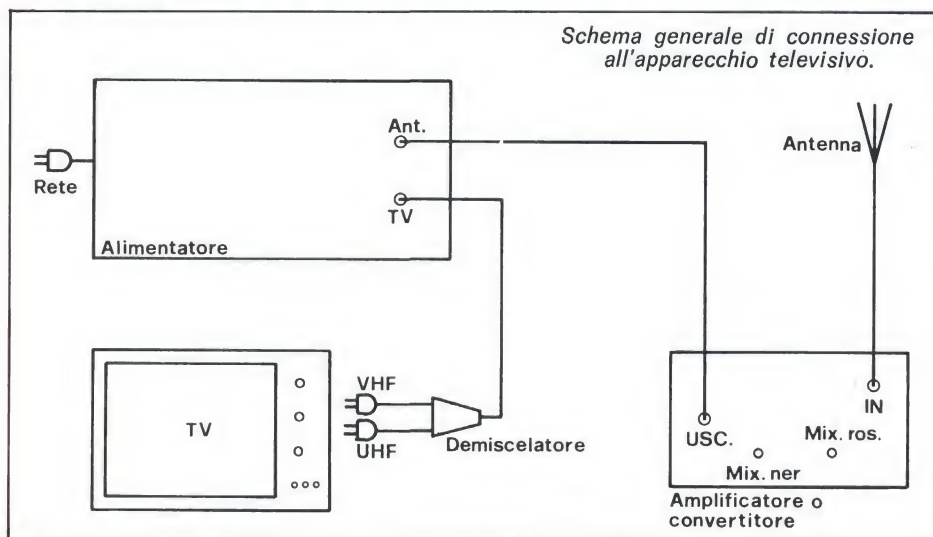 Schema generale di connessione
all'apparecchio televisivo.
Ant.
Antenna
Rete
TV
Alimentatore
VHF
TV
UHF
Demiscelatore
IN
USC.
Mix. ros.
Mix. ner
Amplificatore o
convertitore